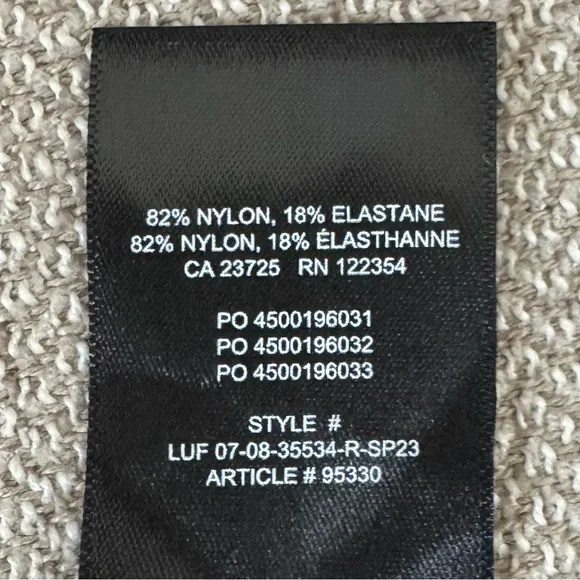 82% NYLON, 18% ELASTANE
82% NYLON, 18% ÉLASTHANNE
CA 23725 RN 122354
PO 4500196031
PO 4500196032
PO 4500196033
STYLE #
LUF 07-08-35534-R-SP23
ARTICLE # 95330